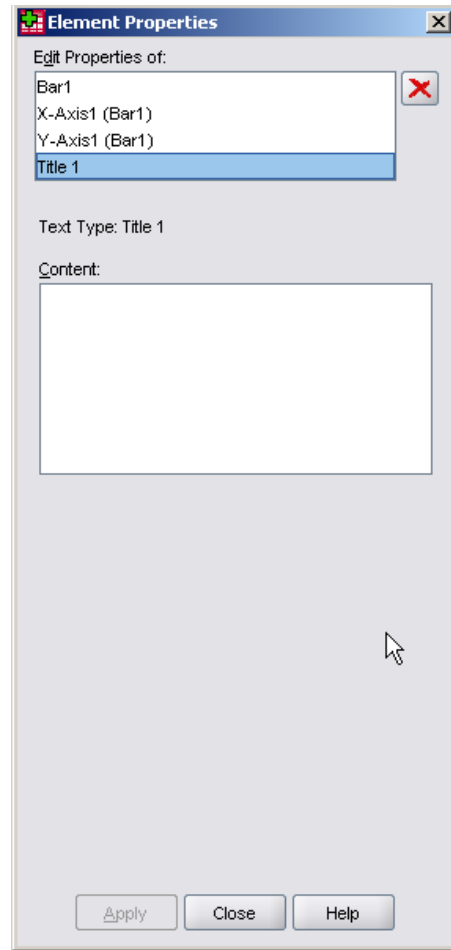 Element Properties
Edit Properties of:
Bar1
X-Axis1 (Bar1)
Y-Axis1 (Bar1)
Title 1
Text Type: Title 1
Content:
Apply Close Help